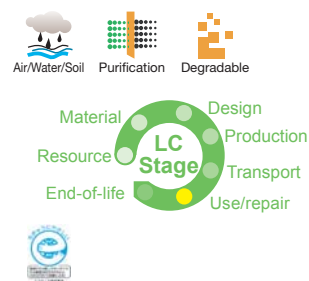 Air/Water/Soil Purification Degradable
Design
Material
Production
LC
Stage
Resource
Transport
End-of-life
Use/repair